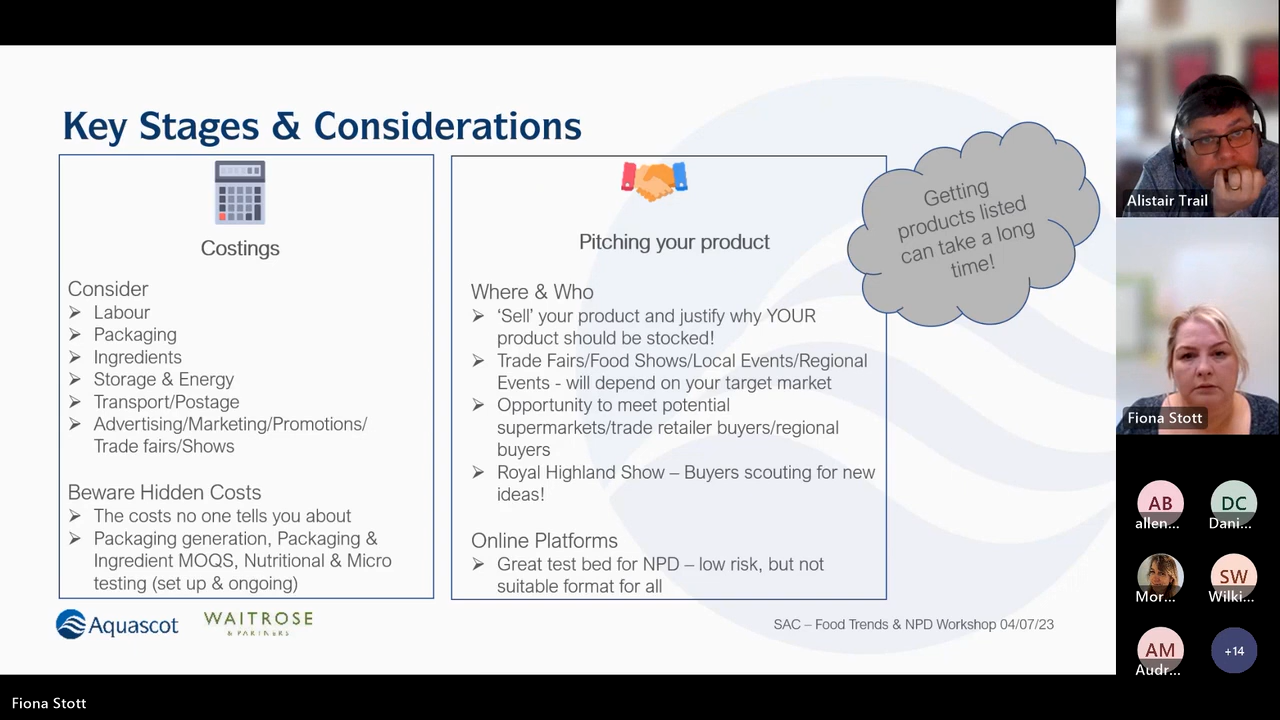 Key Stages & Considerations
Costings
Consider
➢ Labour
➢ Packaging
➢ Ingredients
➢ Storage & Energy
➢ Transport/Postage
➢ Advertising/Marketing/Promotions/
Trade fairs/Shows
Beware Hidden Costs
➢ The costs no one tells you about
➢ Packaging generation, Packaging &
Ingredient MOQS, Nutritional & Micro
testing (set up & ongoing)
Pitching your product
Where & Who
➢ ‘Sell’ your product and justify why YOUR
product should be stocked!
➢ Trade Fairs/Food Shows/Local Events/Regional
Events - will depend on your target market
➢ Opportunity to meet potential
supermarkets/trade retailer buyers/regional
buyers
➢ Royal Highland Show – Buyers scouting for new
ideas!
Online Platforms
➢ Great test bed for NPD – low risk, but not
suitable format for all
Getting
products listed
can take a long
time!
Aquascot
WAITROSE
& PARTNERS
SAC – Food Trends & NPD Workshop 04/07/23
Fiona Stott
Alistair Trail
Fiona Stott
AB
allen...
DC
Dani...
Mor...
SW
Wilki...
AM
Audr...
+14